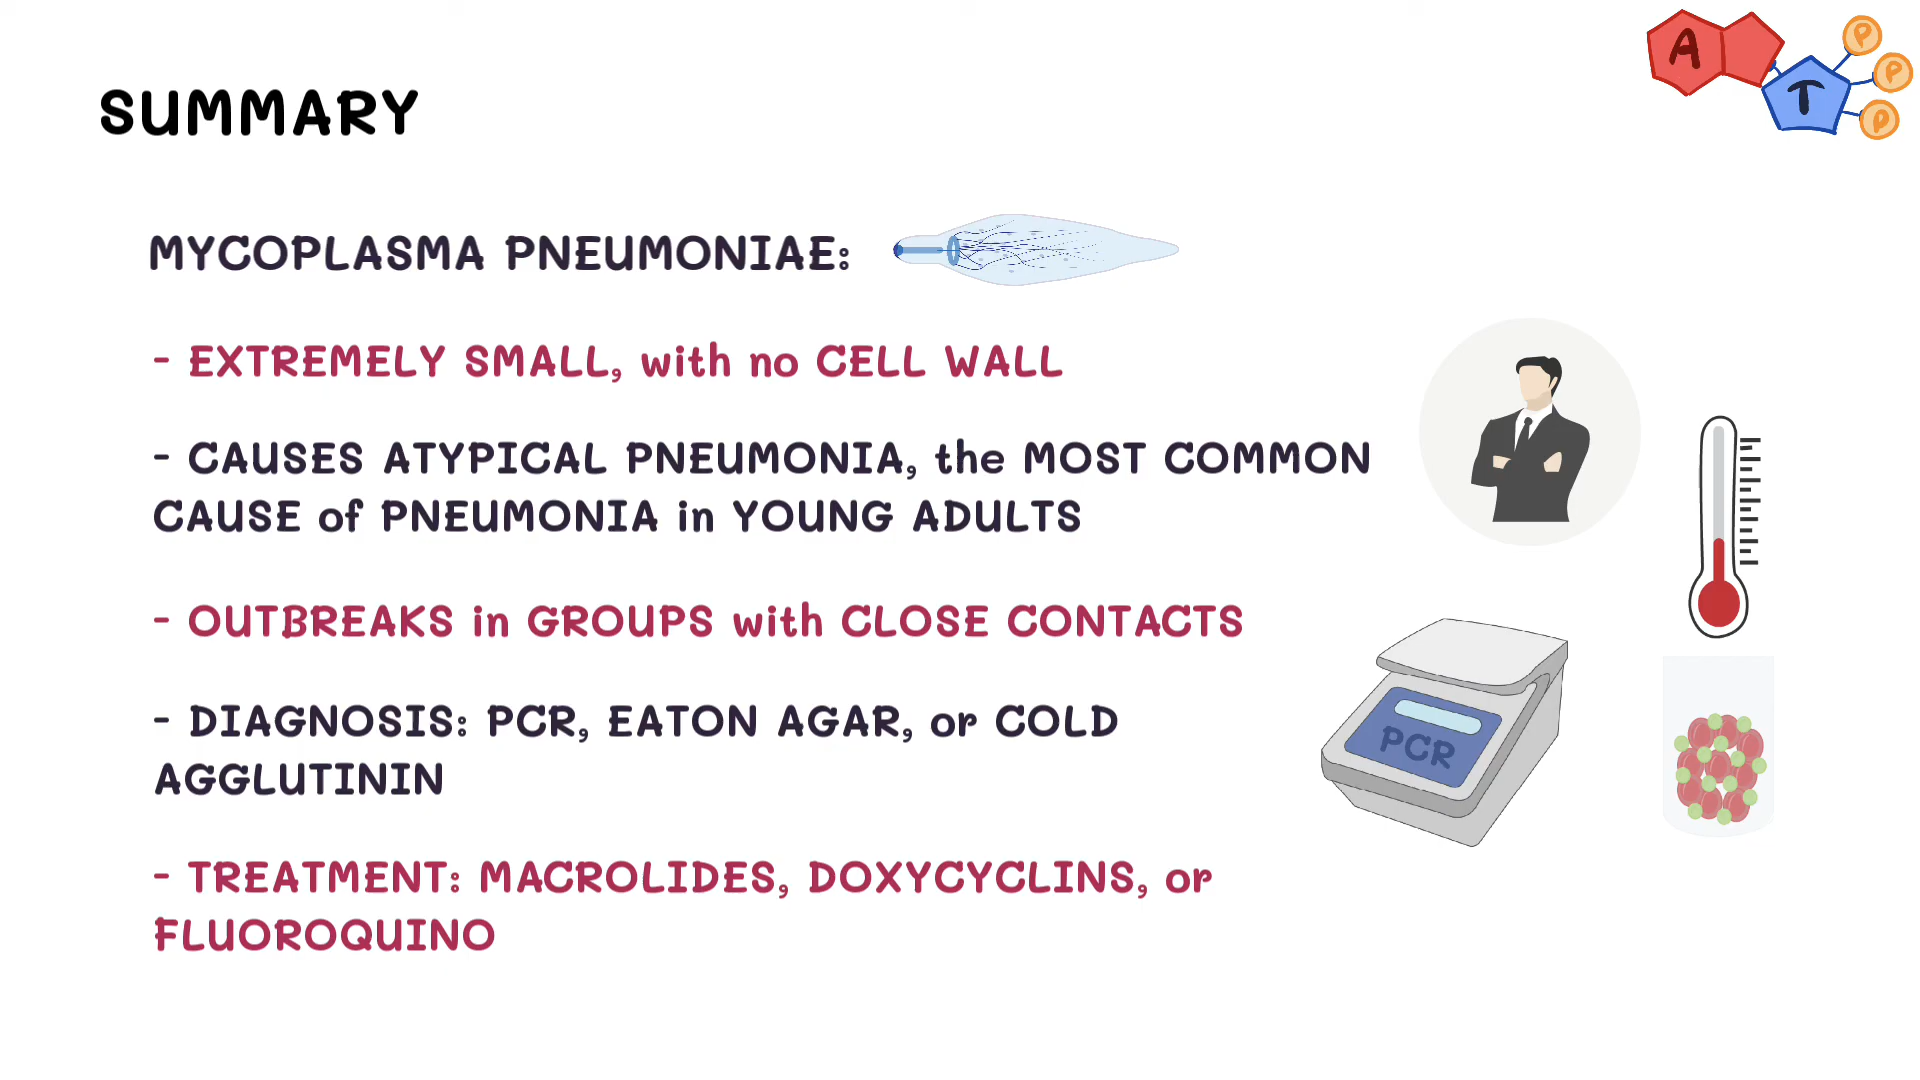 A T P P P
SUMMARY
MYCOPLASMA PNEUMONIAE:
- EXTREMELY SMALL, with no CELL WALL
- CAUSES ATYPICAL PNEUMONIA, the MOST COMMON
CAUSE of PNEUMONIA in YOUNG ADULTS
- OUTBREAKS in GROUPS with CLOSE CONTACTS
- DIAGNOSIS: PCR, EATON AGAR, or COLD
AGGLUTININ
PCR
- TREATMENT: MACROLIDES, DOXYCYCLINS, or
FLUOROQUINO